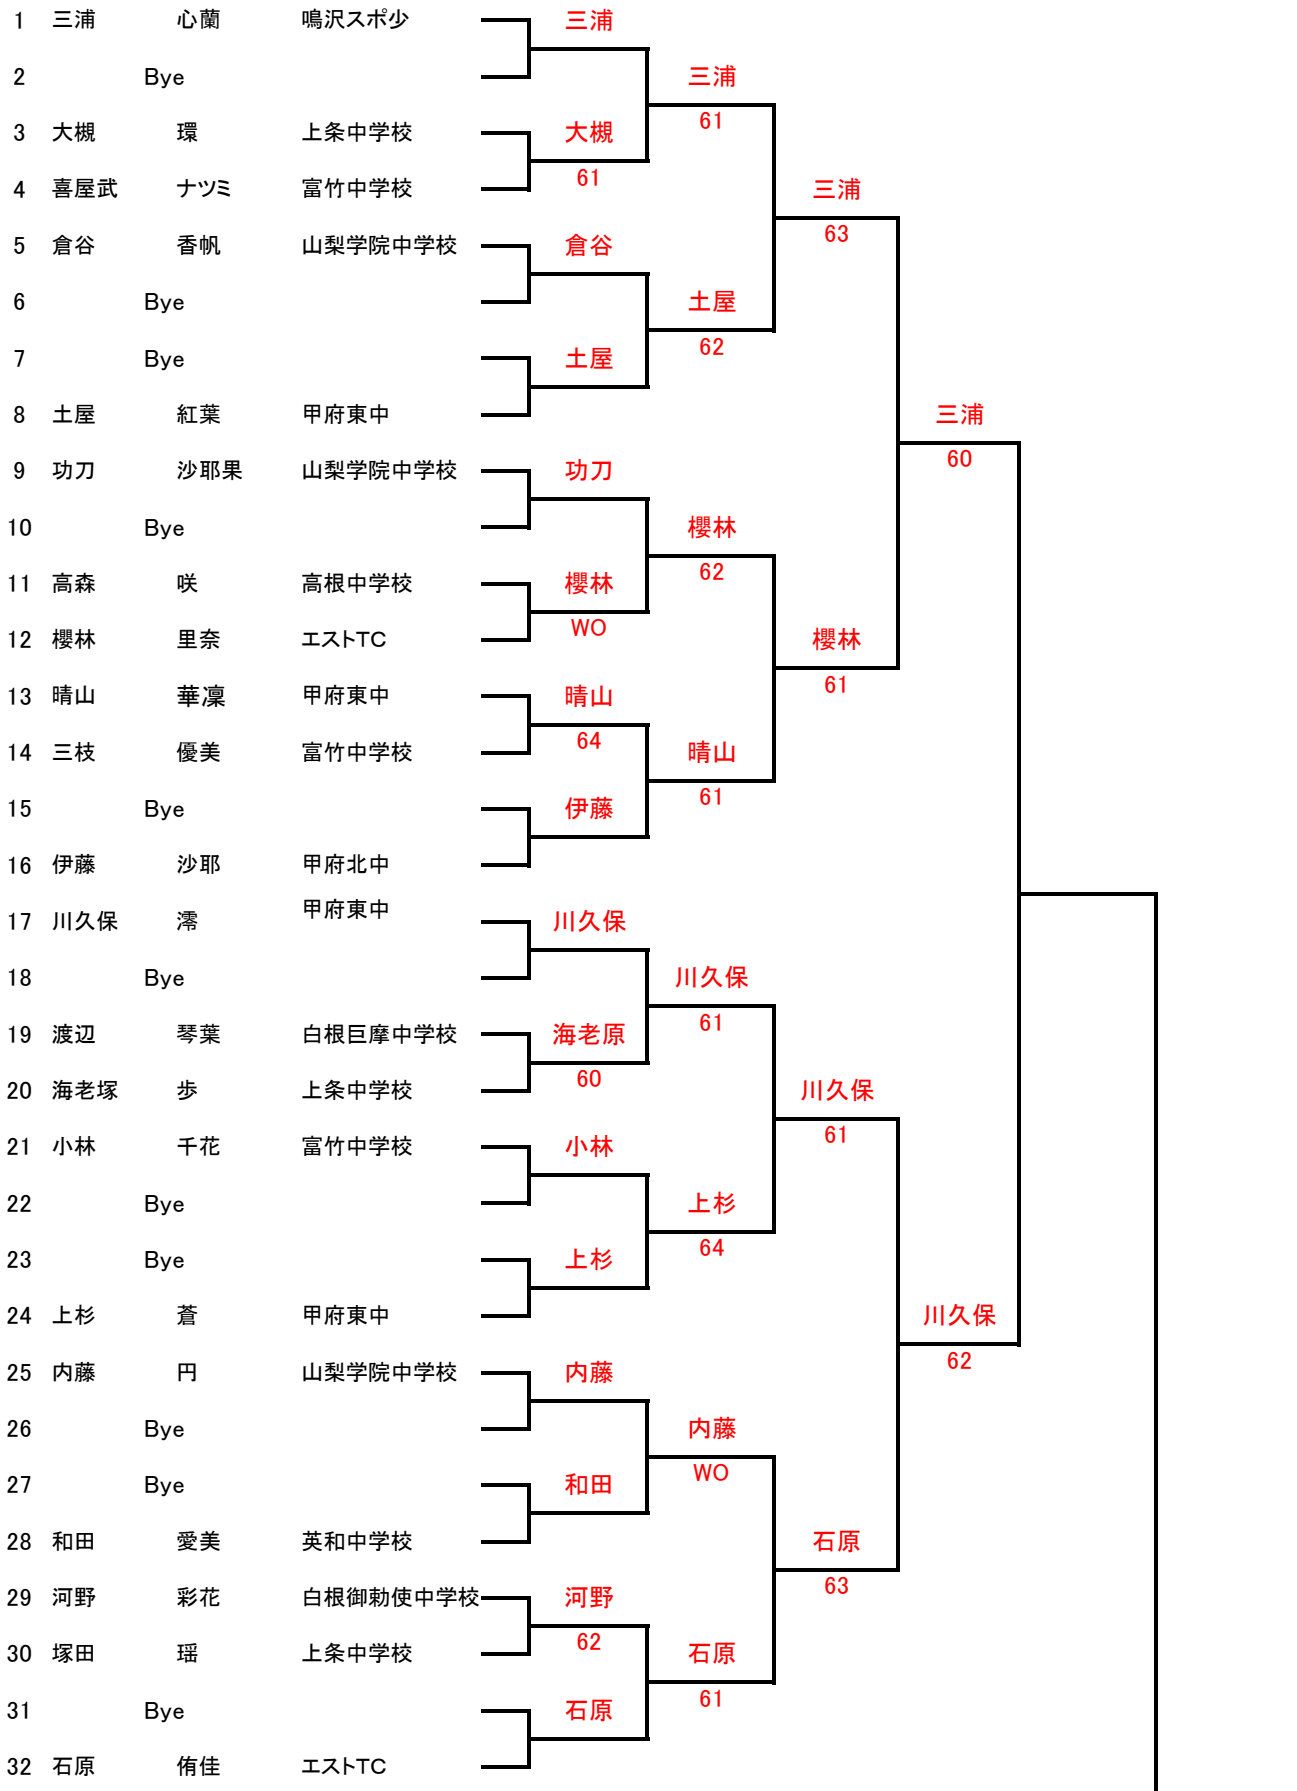 1 三浦 心蘭 鳴沢スポ少 三浦
2 Bye 三浦
61
3 大槻 環 上条中学校 大槻
61
4 喜屋武 ナツミ 富竹中学校 三浦
63
5 倉谷 香帆 山梨学院中学校 倉谷
6 Bye 土屋
62
7 Bye 土屋
8 土屋 紅葉 甲府東中 三浦
60
9 功刀 沙耶果 山梨学院中学校 功刀
10 Bye 櫻林
62
11 高森 咲 高根中学校 櫻林
WO
12 櫻林 里奈 エストTC 櫻林
61
13 晴山 華凜 甲府東中 晴山
64
14 三枝 優美 富竹中学校 晴山
61
15 Bye 伊藤
16 伊藤 沙耶 甲府北中
17 川久保 澪 甲府東中 川久保
18 Bye 川久保
61
19 渡辺 琴葉 白根巨摩中学校 海老原
60
20 海老塚 歩 上条中学校 川久保
61
21 小林 千花 富竹中学校 小林
22 Bye 上杉
64
23 Bye 上杉
24 上杉 蒼 甲府東中 川久保
62
25 内藤 円 山梨学院中学校 内藤
26 Bye 内藤
WO
27 Bye 和田
28 和田 愛美 英和中学校 石原
63
29 河野 彩花 白根御勅使中学校 河野
62
30 塚田 瑶 上条中学校 石原
61
31 Bye 石原
32 石原 侑佳 エストTC